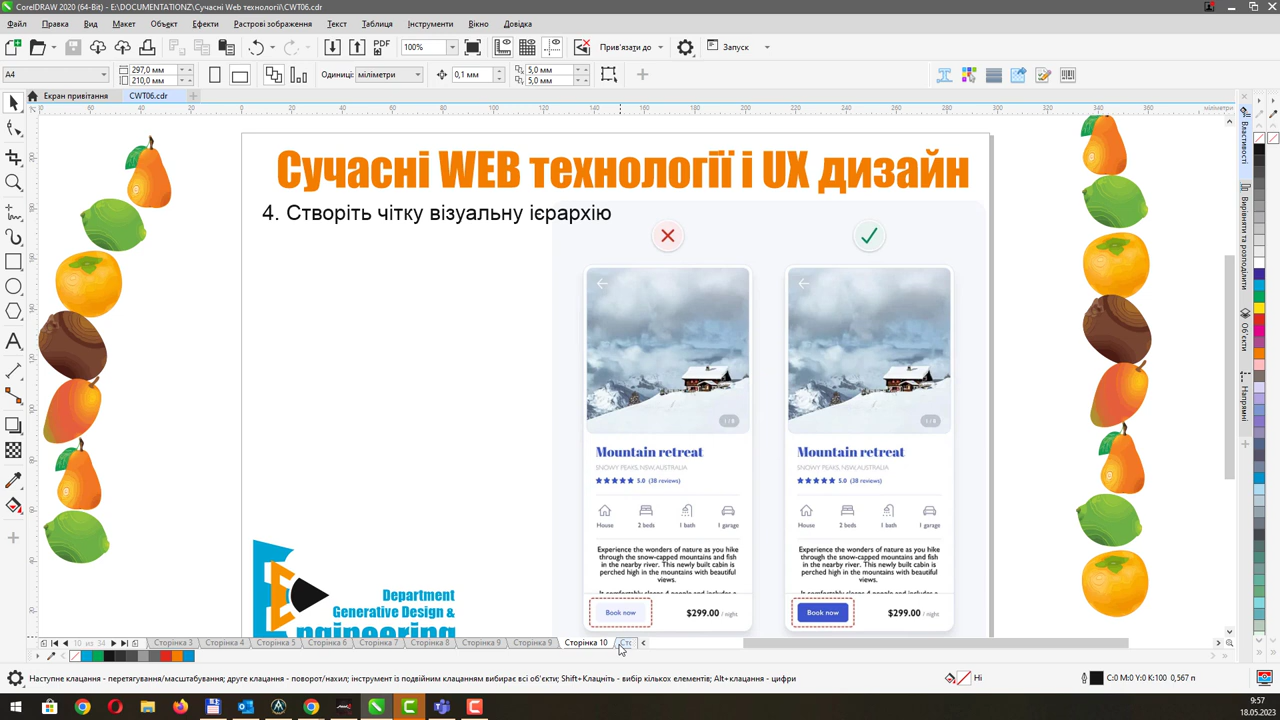 CorelDRAW 2020 (64-Bit) - E:\DOCUMENTATIONZ\Сучасні Web технології\CWT06.cdr
Файл Правка Вид Макет Об'єкт Ефекти Растрові зображення Текст Таблиця Інструменти Вікно Довідка
PDF 100% Прив'язати до Запуск
A4 297,0 мм 210,0 мм Одиниці: міліметри 0,1 мм 5,0 мм 5,0 мм
Екран привітання CWT06.cdr
міліметри
Сучасні WEB технології і UX дизайн
4. Створіть чітку візуальну ієрархію
Mountain retreat
SNOWY PEAKS, NSW, AUSTRALIA
5.0 (38 reviews)
House 2 beds 1 bath 1 garage
Experience the wonders of nature as you hike
through the snow-capped mountains and fish
in the nearby river. This newly built cabin is
perched high in the mountains with beautiful
views.
Book now $299.00 / night
Mountain retreat
SNOWY PEAKS, NSW, AUSTRALIA
5.0 (38 reviews)
House 2 beds 1 bath 1 garage
Experience the wonders of nature as you hike
through the snow-capped mountains and fish
in the nearby river. This newly built cabin is
perched high in the mountains with beautiful
views.
Book now $299.00 / night
Department
Generative Design &
Engineering
Властивості
Вирівняти та розподілити
Об'єкти
Напрямні
10 из 34 Сторінка 3 Сторінка 4 Сторінка 5 Сторінка 6 Сторінка 7 Сторінка 8 Сторінка 9 Сторінка 9 Сторінка 10
Наступне клацання - перетягування/масштабування; друге клацання - поворот/нахил; інструмент із подвійним клацанням вибирає всі об'єкти; Shift+Клацніть - вибір кількох елементів; Alt+клацання - цифри
Ні C:0 M:0 Y:0 K:100 0,567 п
9:57
18.05.2023